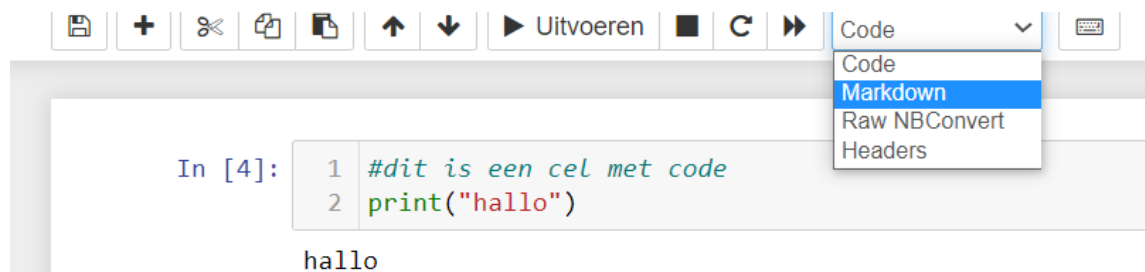 Uitvoeren Code
Code
Markdown
Raw NBConvert
Headers
In [4]:
1 #dit is een cel met code
2 print("hallo")
hallo